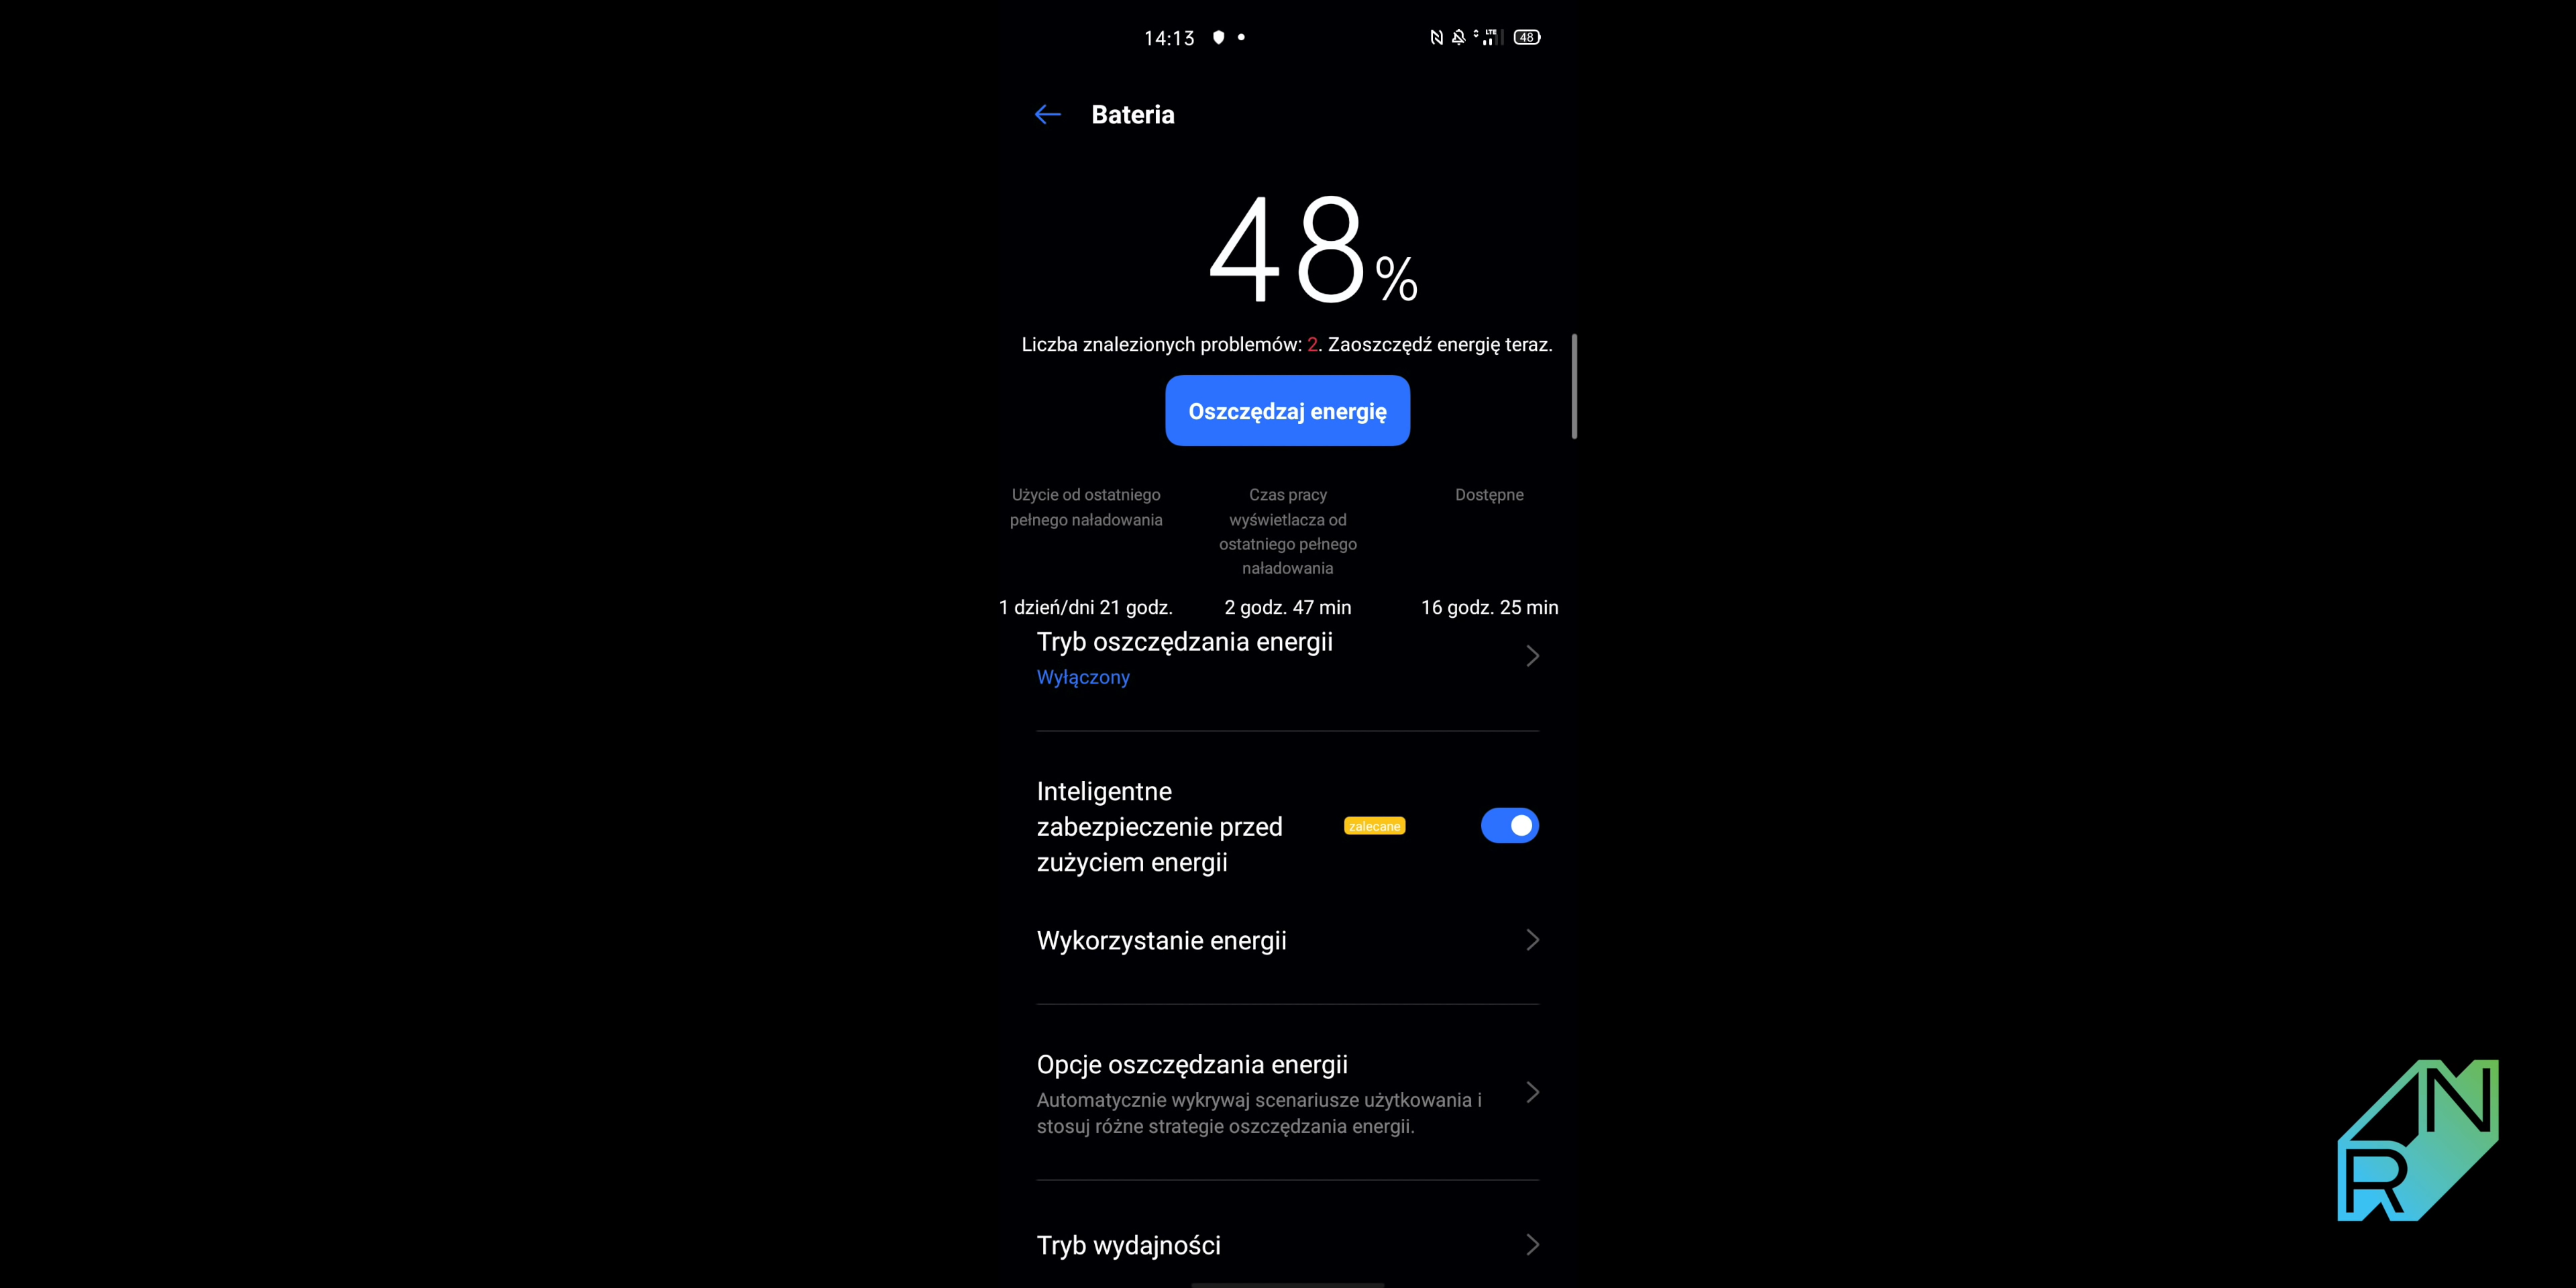 14:13
LTE
48
Bateria
48%
Liczba znalezionych problemów: 2. Zaoszczędź energię teraz.
Oszczędzaj energię
Użycie od ostatniego
pełnego naładowania
Czas pracy
wyświetlacza od
ostatniego pełnego
naładowania
Dostępne
1 dzień/dni 21 godz.
2 godz. 47 min
16 godz. 25 min
Tryb oszczędzania energii
Wyłączony
Inteligentne
zabezpieczenie przed
zużyciem energii
zalecane
Wykorzystanie energii
Opcje oszczędzania energii
Automatycznie wykrywaj scenariusze użytkowania i
stosuj różne strategie oszczędzania energii.
Tryb wydajności
N
R